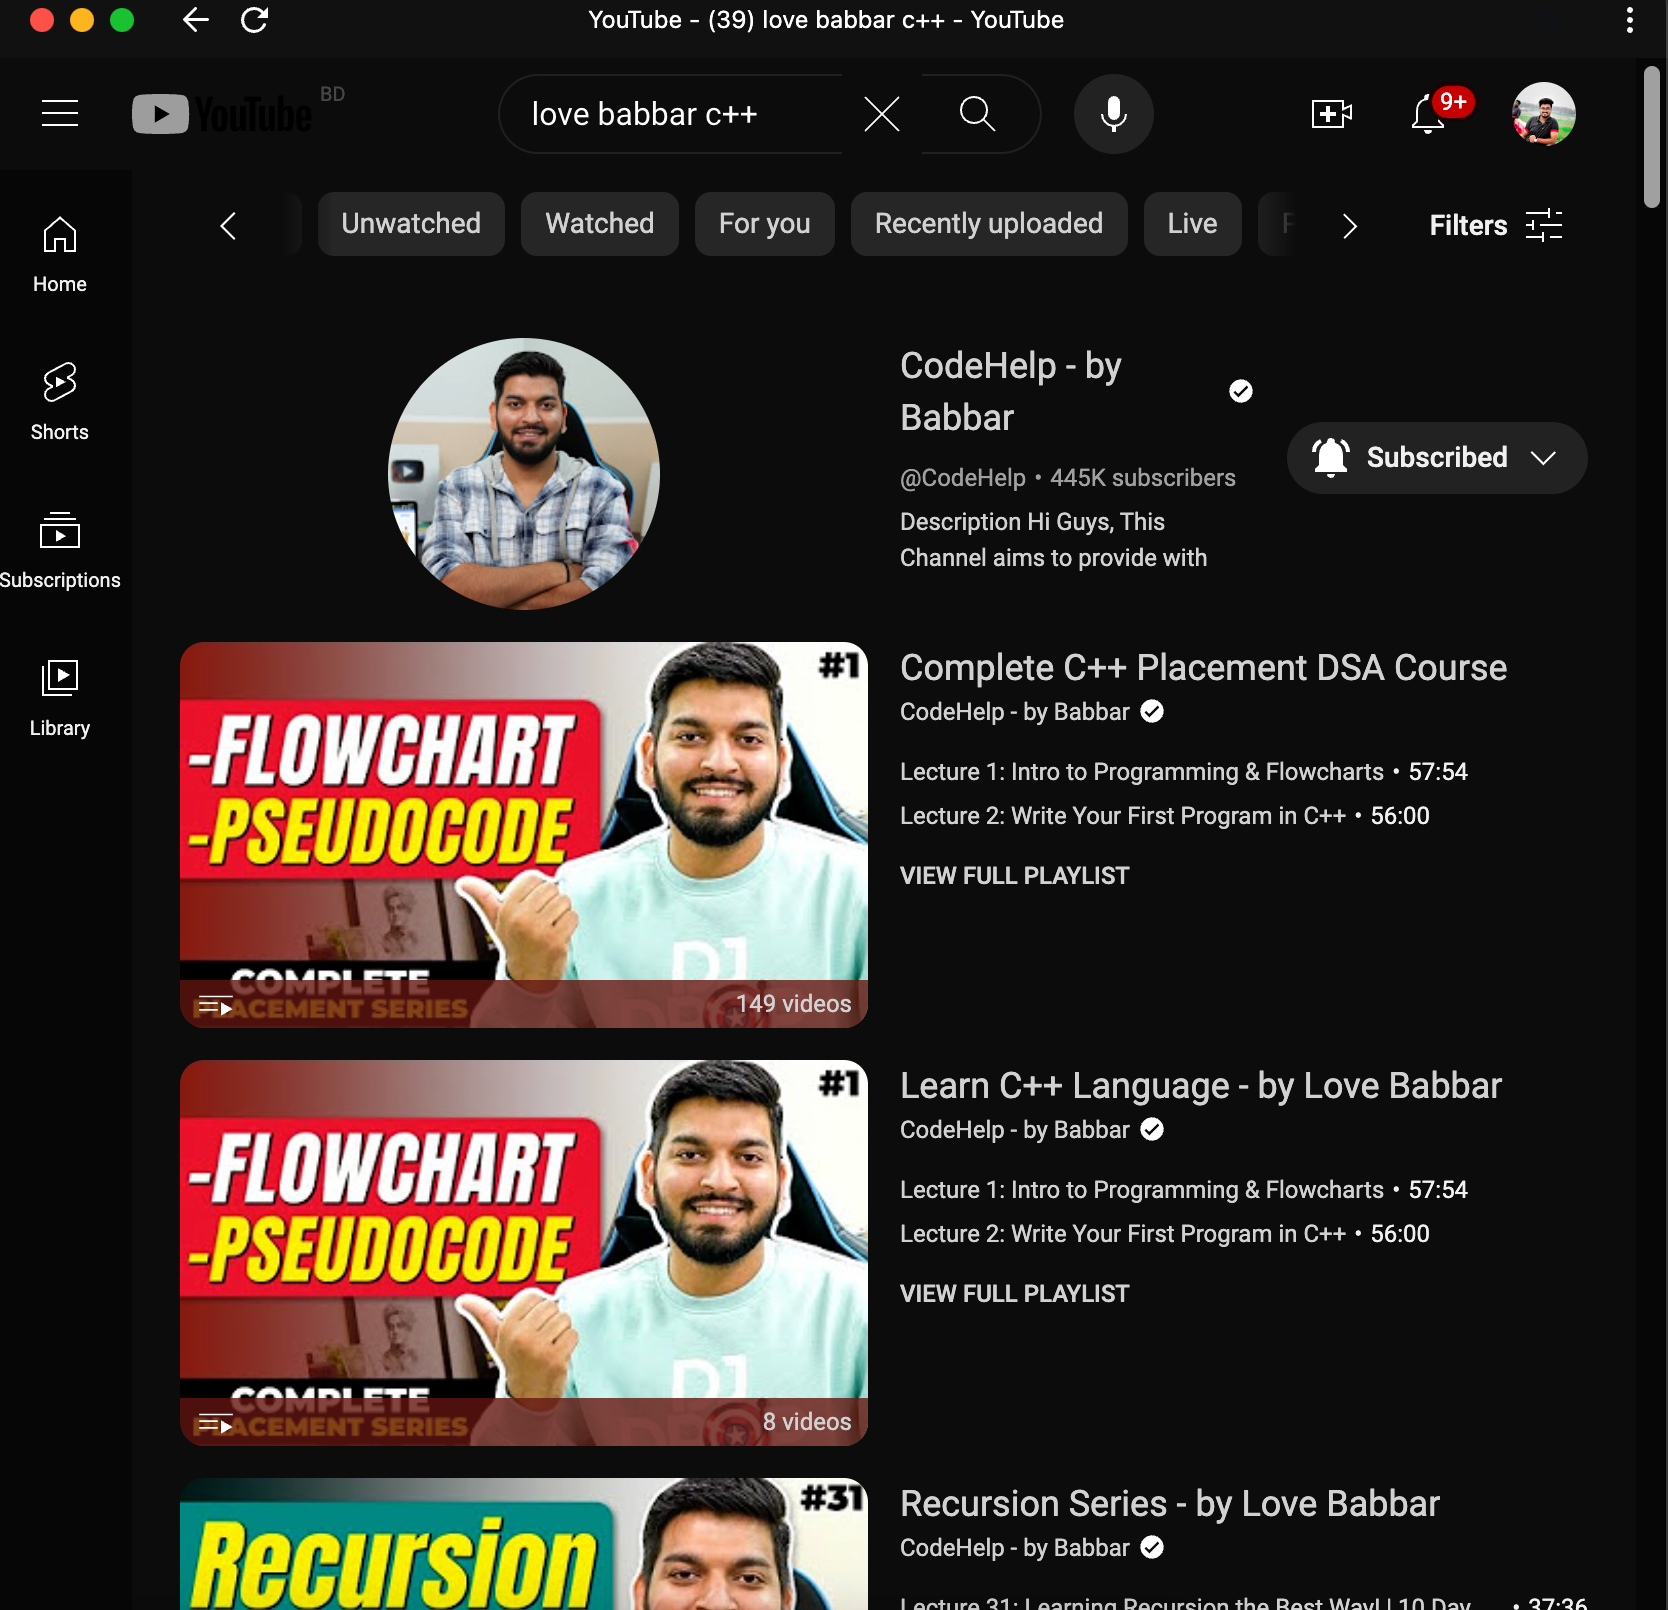 YouTube - (39) love babbar c++ - YouTube
YouTube BD
love babbar c++
9+
Unwatched
Watched
For you
Recently uploaded
Live
Filters
Home
Shorts
Subscriptions
Library
CodeHelp - by
Babbar
@CodeHelp • 445K subscribers
Description Hi Guys, This
Channel aims to provide with
Subscribed
#1
-FLOWCHART
-PSEUDOCODE
COMPLETE
PLACEMENT SERIES
149 videos
Complete C++ Placement DSA Course
CodeHelp - by Babbar
Lecture 1: Intro to Programming & Flowcharts • 57:54
Lecture 2: Write Your First Program in C++ • 56:00
VIEW FULL PLAYLIST
#1
-FLOWCHART
-PSEUDOCODE
COMPLETE
PLACEMENT SERIES
8 videos
Learn C++ Language - by Love Babbar
CodeHelp - by Babbar
Lecture 1: Intro to Programming & Flowcharts • 57:54
Lecture 2: Write Your First Program in C++ • 56:00
VIEW FULL PLAYLIST
#31
Recursion
Recursion Series - by Love Babbar
CodeHelp - by Babbar
Lecture 31: Learning Recursion the Best Way! | 10 Day ... • 37:36